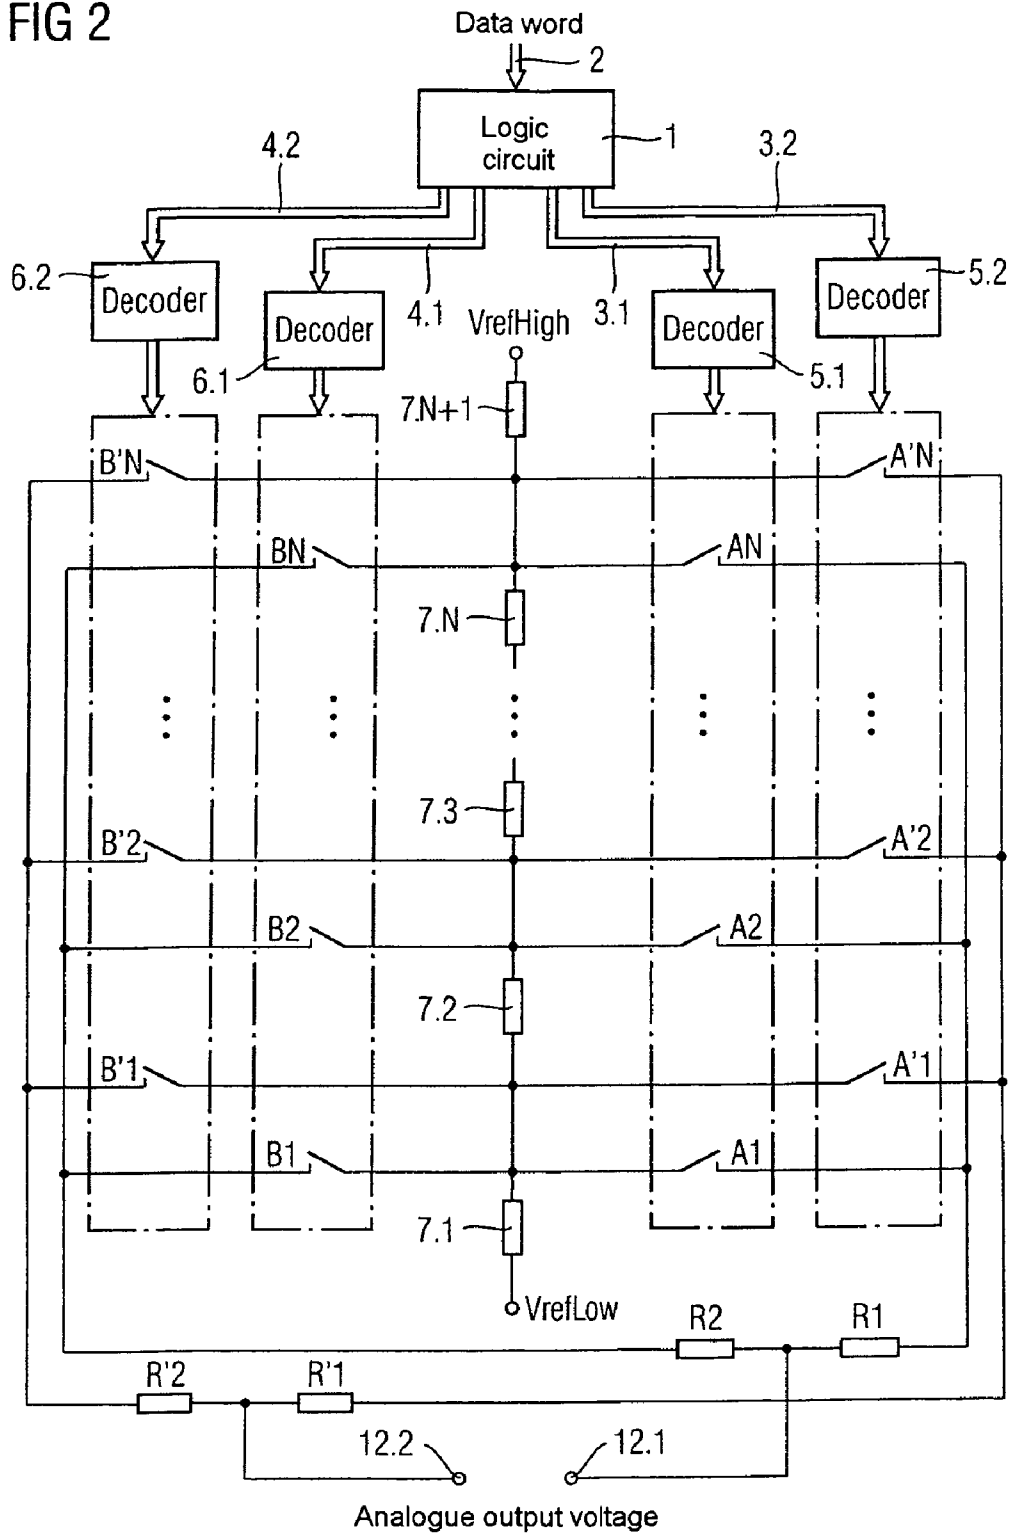 FIG 2
Data word
2
Logic
circuit
1
4.2
3.2
6.2
Decoder
4.1
3.1
5.2
Decoder
Decoder
6.1
VrefHigh
Decoder
5.1
7.N+1
B'N
A'N
BN
AN
7.N
7.3
B'2
A'2
B2
A2
7.2
B'1
A'1
B1
A1
7.1
VrefLow
R2
R1
R'2
R'1
12.2
12.1
Analogue output voltage